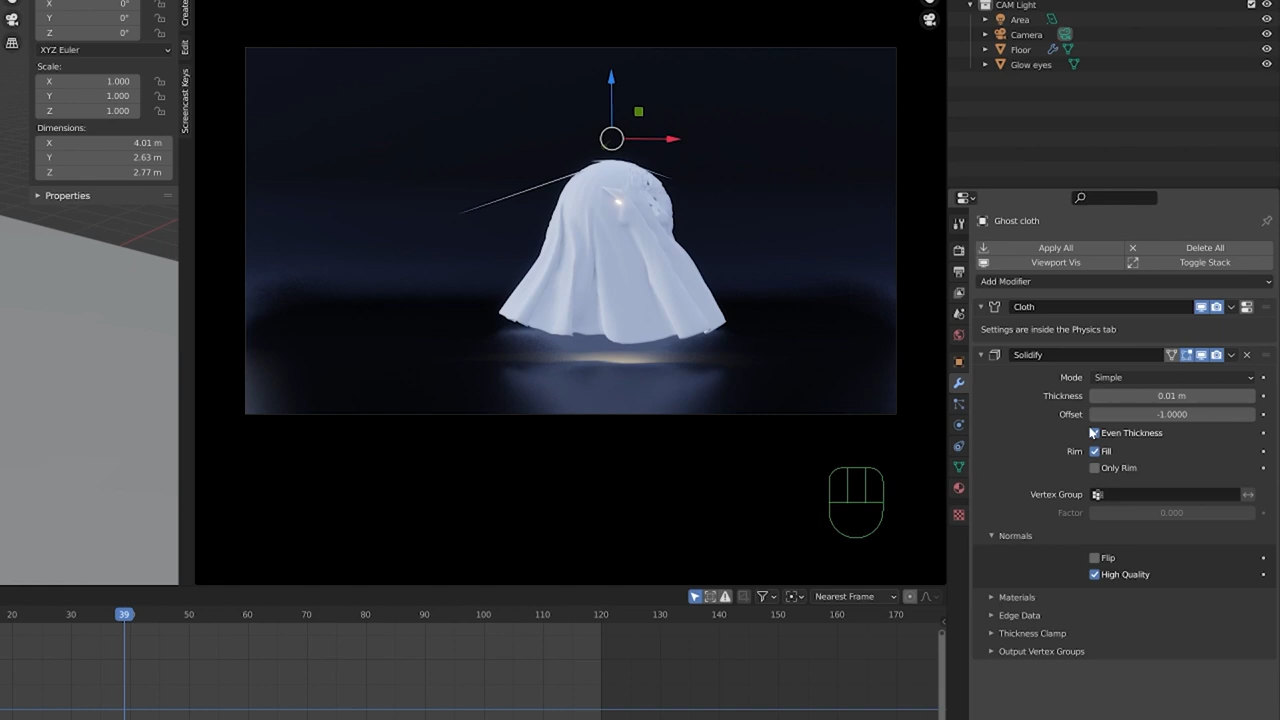 X 0°
Y 0°
Z 0°
XYZ Euler
Scale:
X 1.000
Y 1.000
Z 1.000
Dimensions:
X 4.01 m
Y 2.63 m
Z 2.77 m
Properties
Create
Edit
Screencast Keys
CAM Light
Area
Camera
Floor
Glow eyes
Ghost cloth
Apply All Delete All
Viewport Vis Toggle Stack
Add Modifier
Cloth
Settings are inside the Physics tab
Solidify
Mode Simple
Thickness 0.01 m
Offset -1.0000
Even Thickness
Rim Fill
Only Rim
Vertex Group
Factor 0.000
Normals
Flip
High Quality
Materials
Edge Data
Thickness Clamp
Output Vertex Groups
Nearest Frame
20 30 39 50 60 70 80 90 100 110 120 130 140 150 160 170